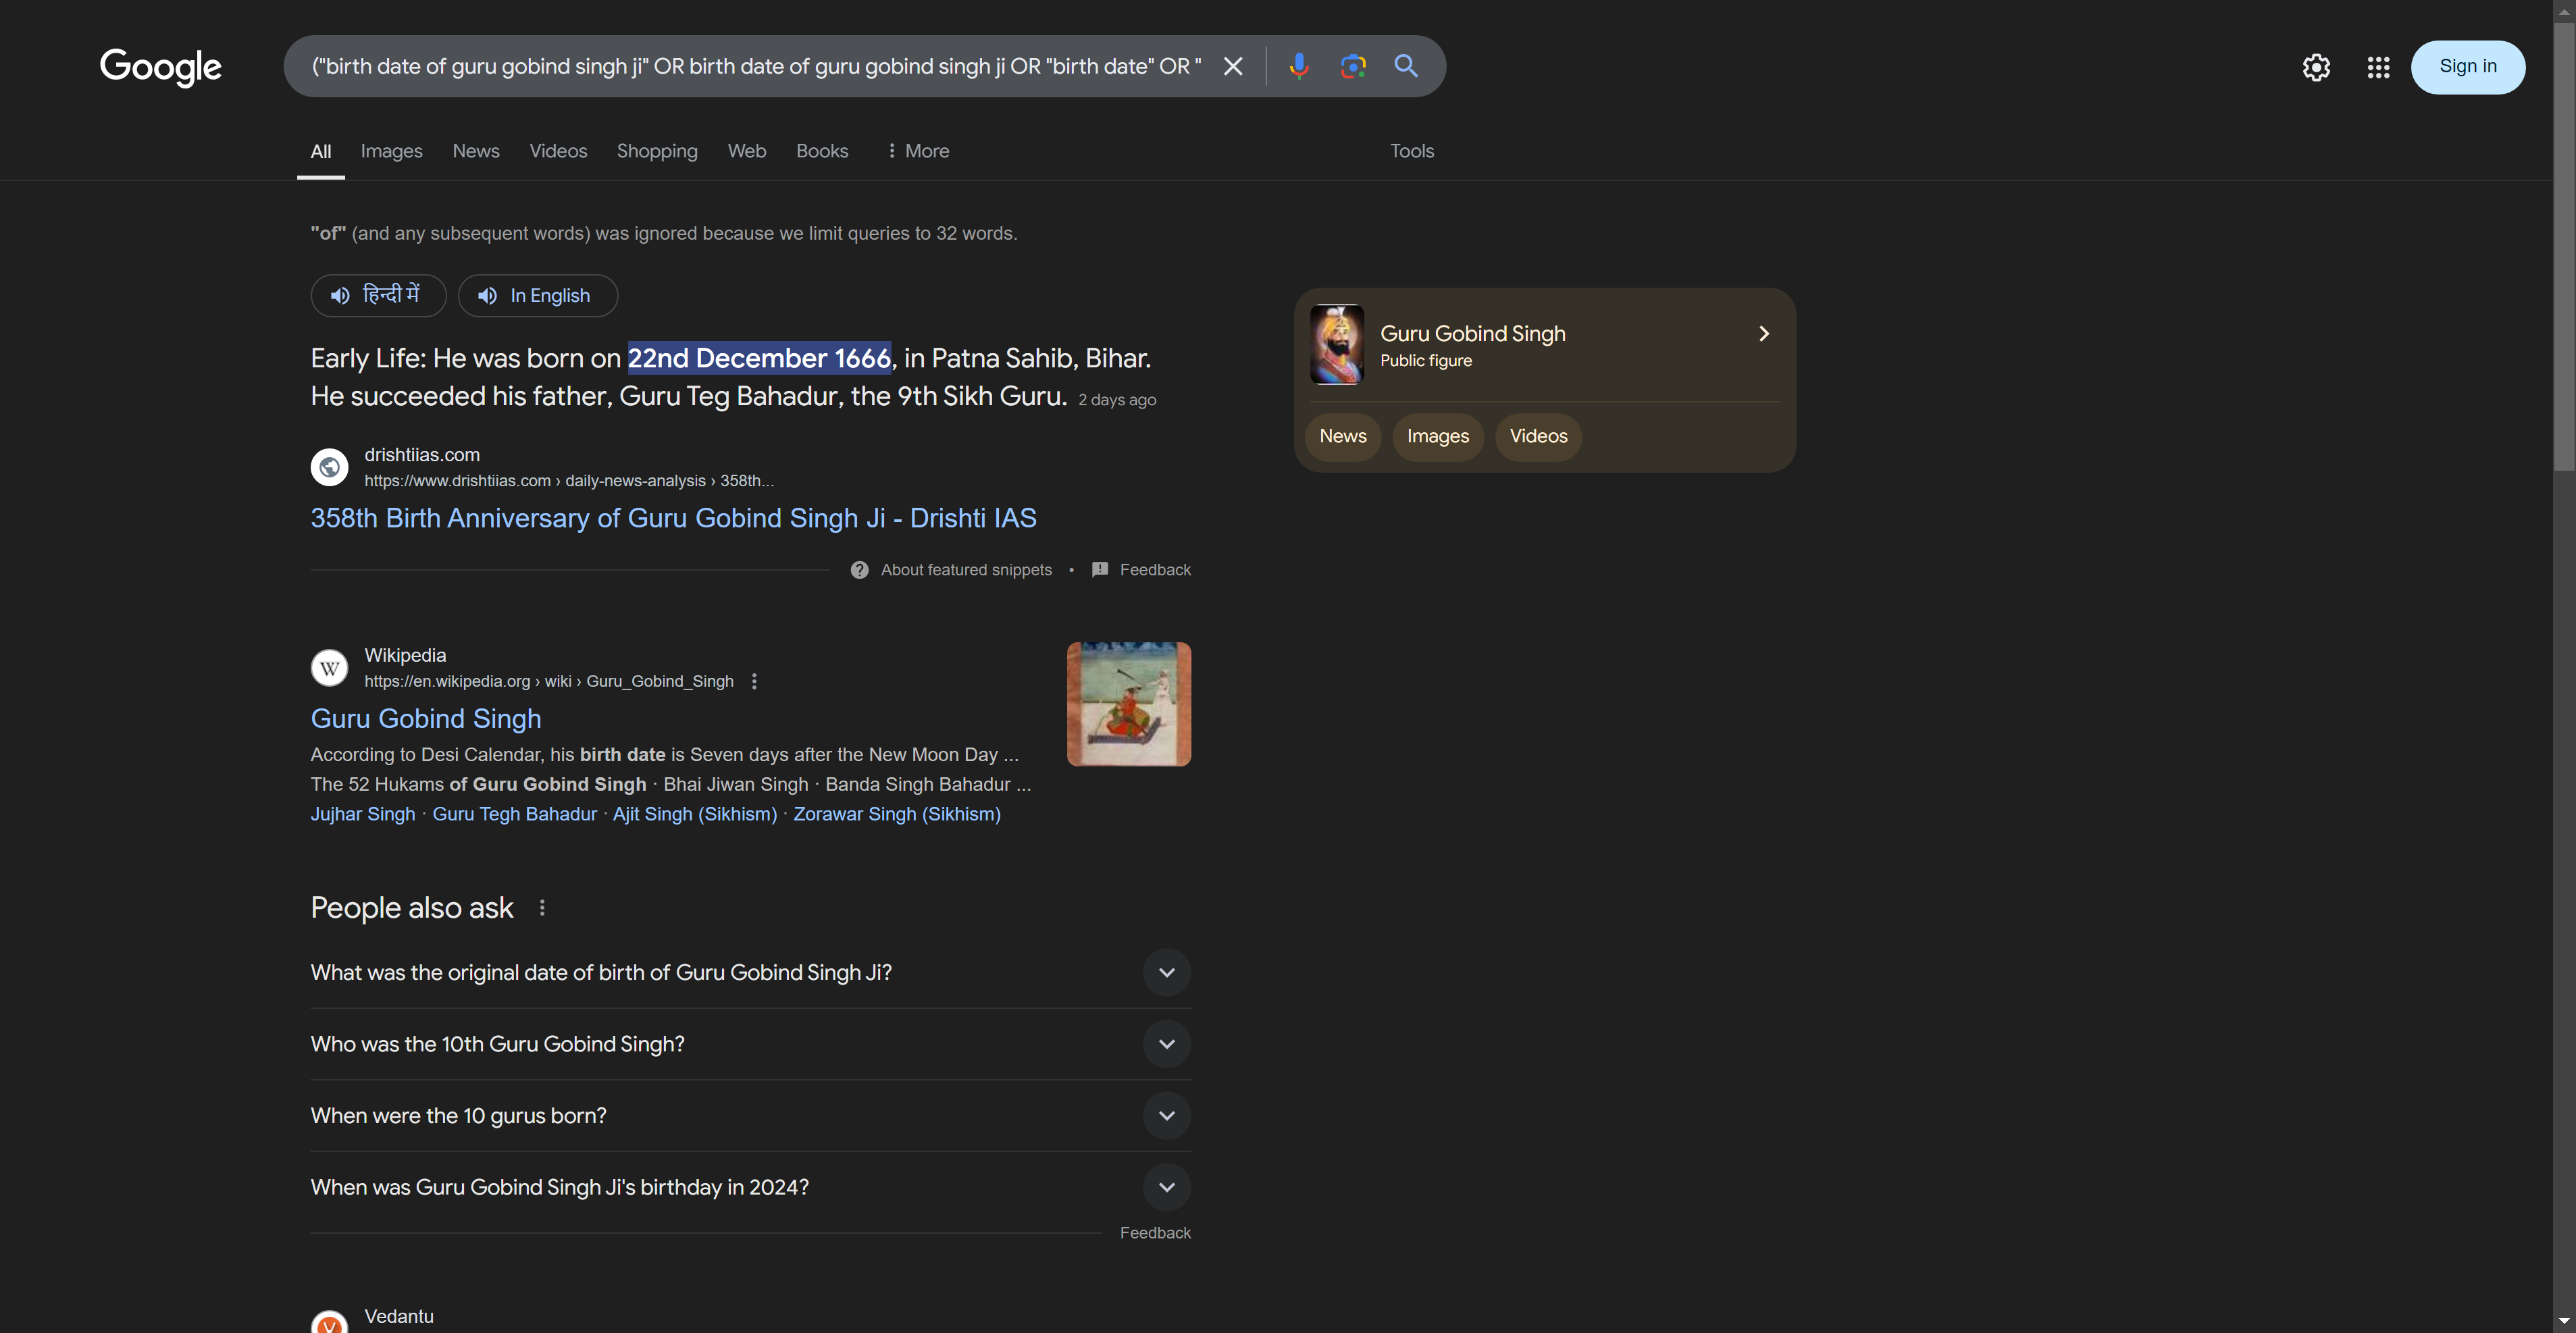 Google
("birth date of guru gobind singh ji" OR birth date of guru gobind singh ji OR "birth date" OR "
Sign in
All Images News Videos Shopping Web Books More Tools
"of" (and any subsequent words) was ignored because we limit queries to 32 words.
हिन्दी में In English
Early Life: He was born on 22nd December 1666, in Patna Sahib, Bihar.
He succeeded his father, Guru Teg Bahadur, the 9th Sikh Guru. 2 days ago
drishtiias.com
https://www.drishtiias.com › daily-news-analysis › 358th...
358th Birth Anniversary of Guru Gobind Singh Ji - Drishti IAS
About featured snippets • Feedback
Guru Gobind Singh
Public figure
News Images Videos
W
Wikipedia
https://en.wikipedia.org › wiki › Guru_Gobind_Singh
Guru Gobind Singh
According to Desi Calendar, his birth date is Seven days after the New Moon Day ...
The 52 Hukams of Guru Gobind Singh · Bhai Jiwan Singh · Banda Singh Bahadur ...
Jujhar Singh · Guru Tegh Bahadur · Ajit Singh (Sikhism) · Zorawar Singh (Sikhism)
People also ask
What was the original date of birth of Guru Gobind Singh Ji?
Who was the 10th Guru Gobind Singh?
When were the 10 gurus born?
When was Guru Gobind Singh Ji's birthday in 2024?
Feedback
Vedantu